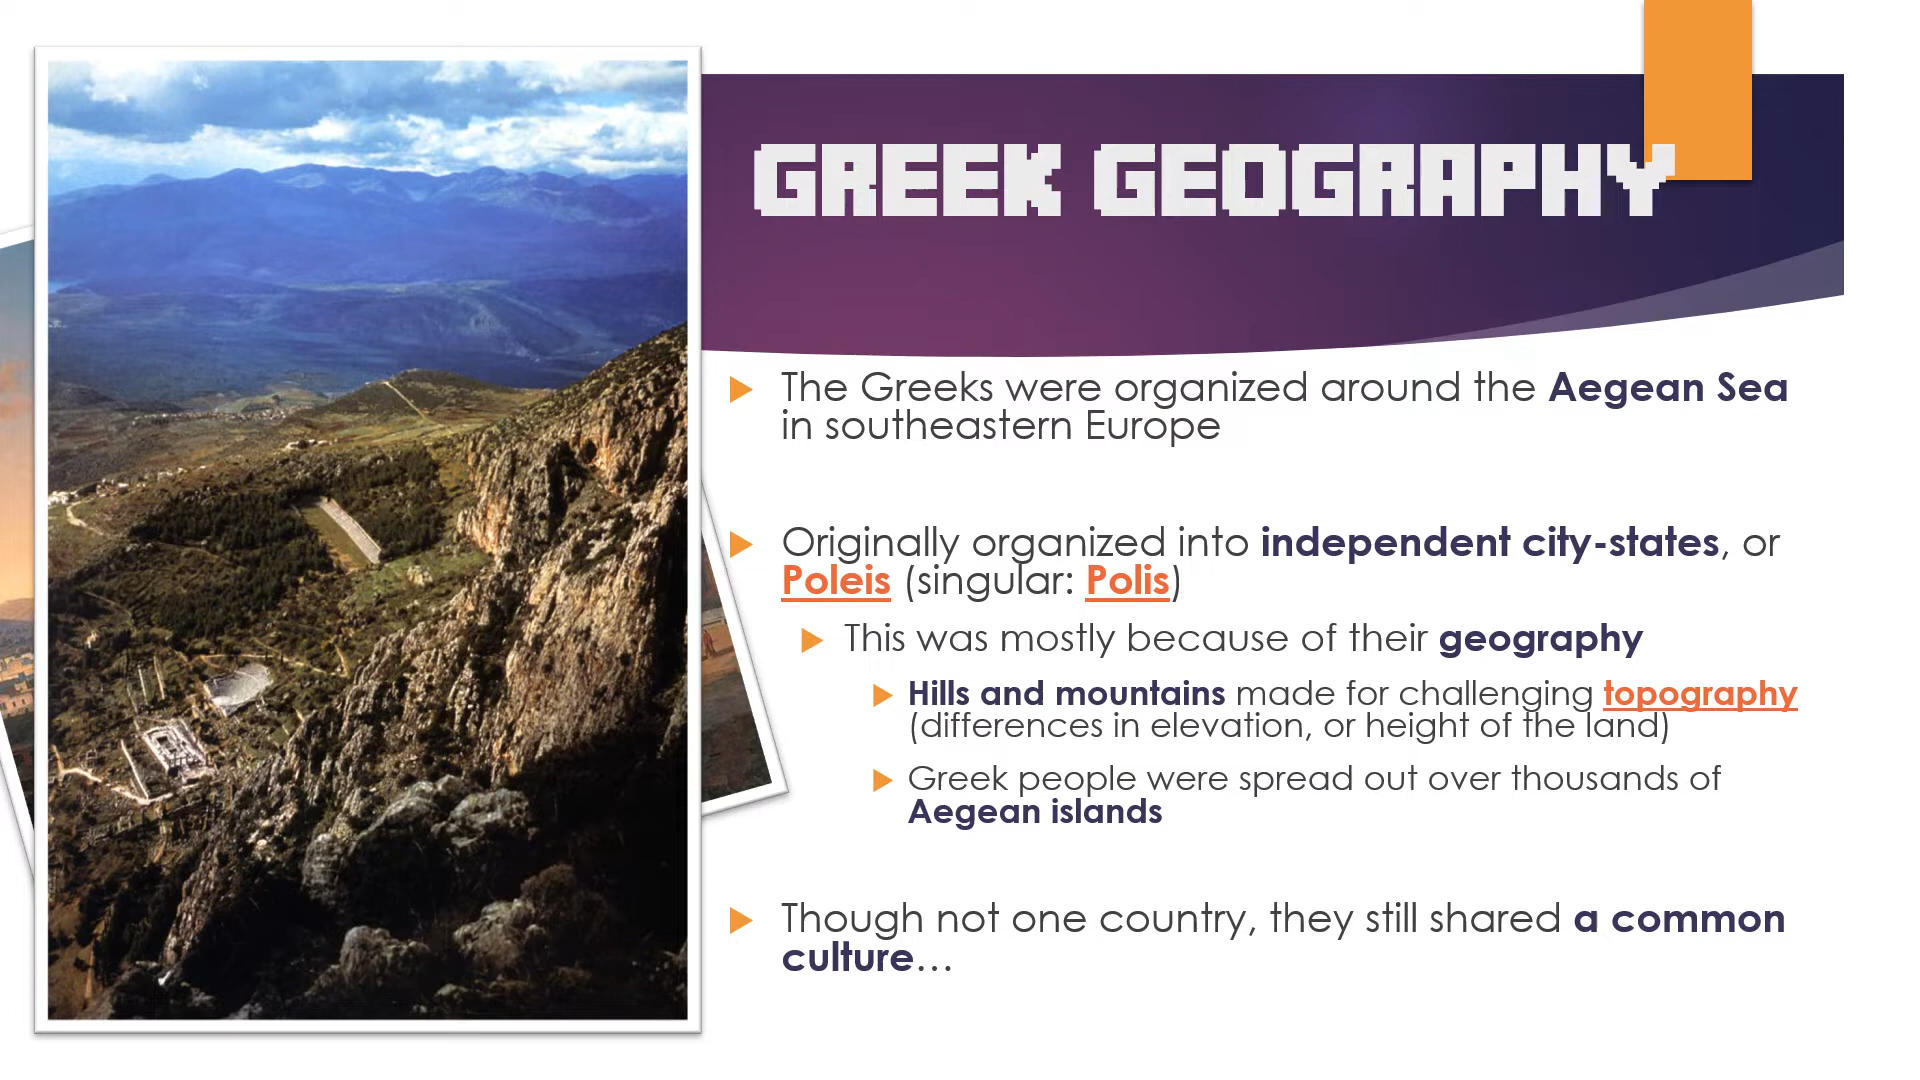 GREEK GEOGRAPHY
The Greeks were organized around the Aegean Sea
in southeastern Europe
Originally organized into independent city-states, or
Poleis (singular: Polis)
This was mostly because of their geography
Hills and mountains made for challenging topography
(differences in elevation, or height of the land)
Greek people were spread out over thousands of
Aegean islands
Though not one country, they still shared a common
culture…